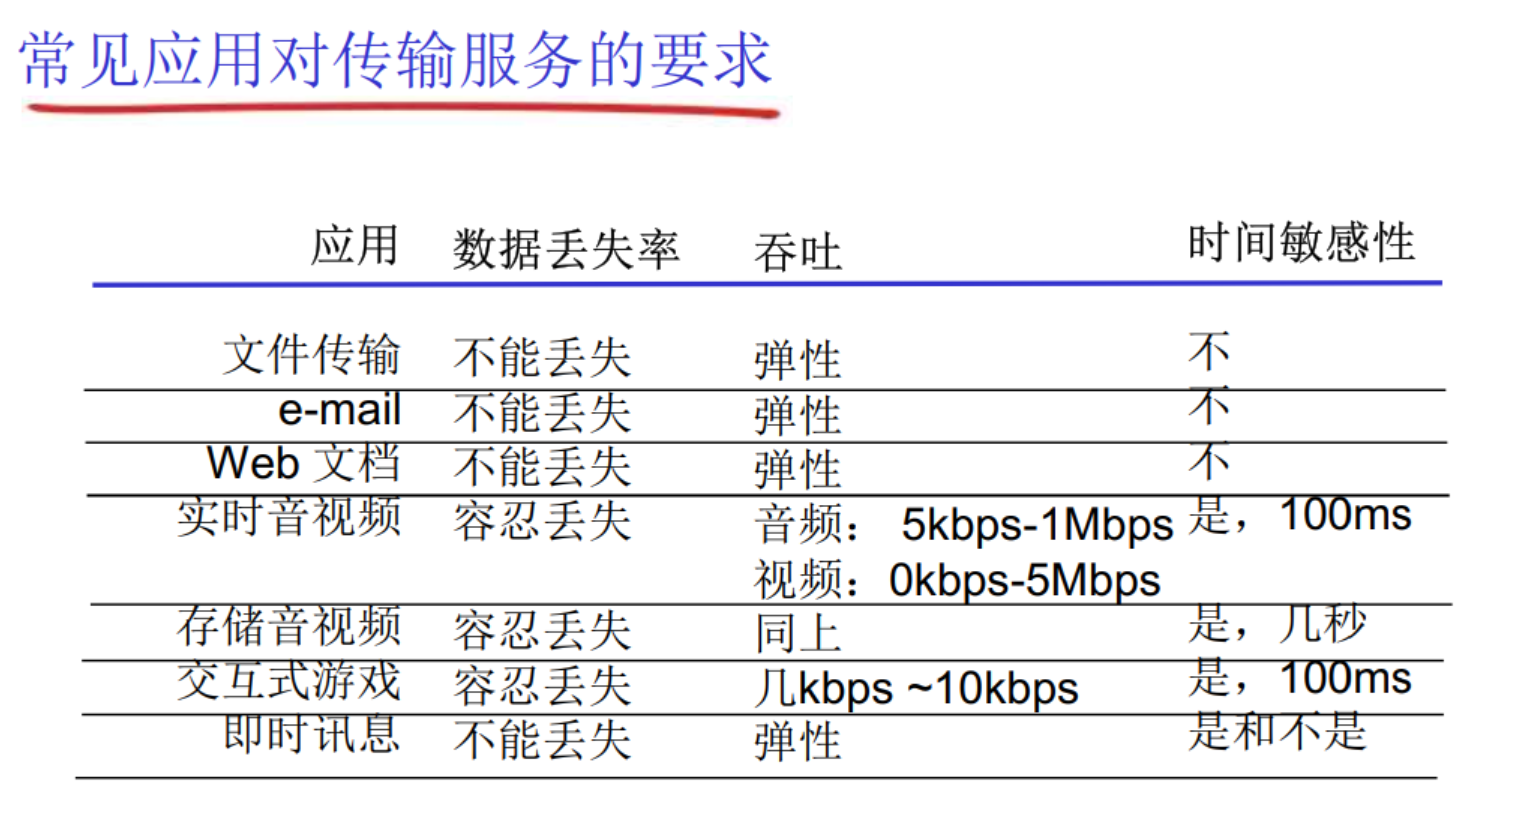 常见应用对传输服务的要求
应用 数据丢失率 吞吐 时间敏感性
文件传输 不能丢失 弹性 不
e-mail 不能丢失 弹性 不
Web 文档 不能丢失 弹性 不
实时音视频 容忍丢失 音频： 5kbps-1Mbps 是，100ms
视频：0kbps-5Mbps
存储音视频 容忍丢失 同上 是，几秒
交互式游戏 容忍丢失 几kbps ~10kbps 是，100ms
即时讯息 不能丢失 弹性 是和不是